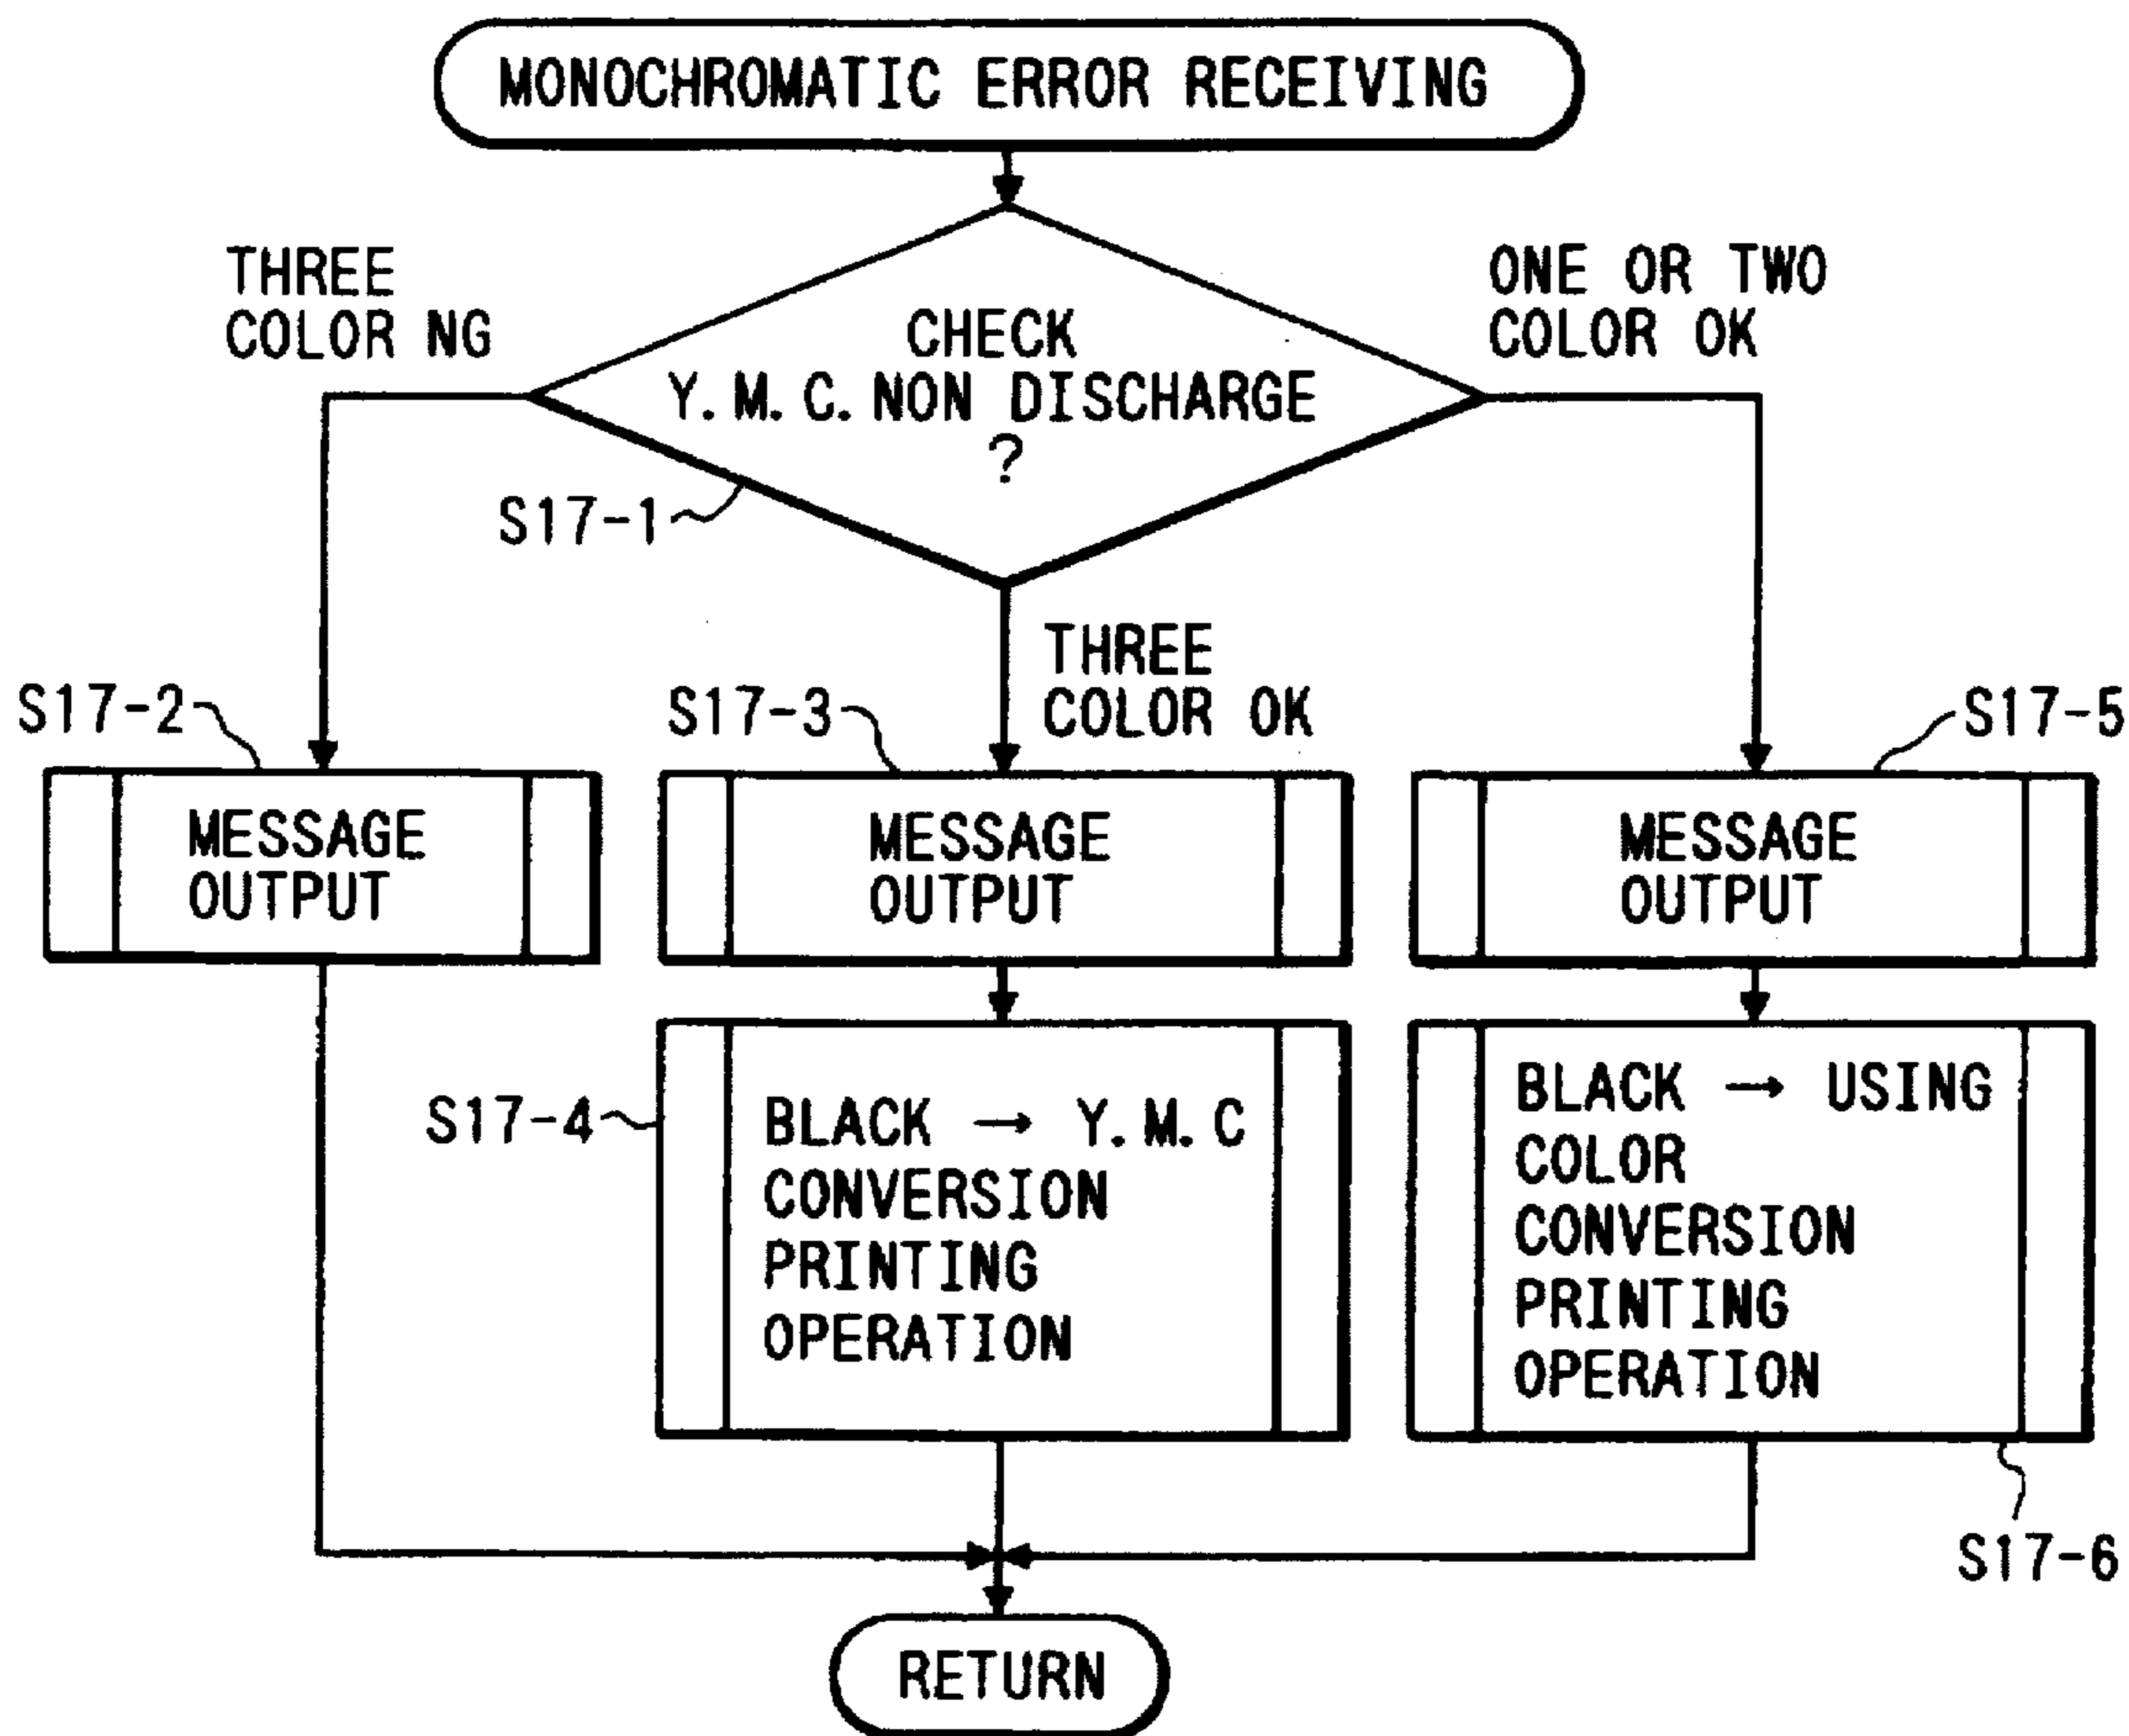 MONOCHROMATIC ERROR RECEIVING
THREE
COLOR NG
ONE OR TWO
COLOR OK
CHECK
Y.M.C.NON DISCHARGE
?
S17-1
THREE
COLOR OK
S17-2
S17-3
S17-5
MESSAGE
OUTPUT
MESSAGE
OUTPUT
MESSAGE
OUTPUT
S17-4
BLACK → Y.M.C
CONVERSION
PRINTING
OPERATION
BLACK → USING
COLOR
CONVERSION
PRINTING
OPERATION
S17-6
RETURN